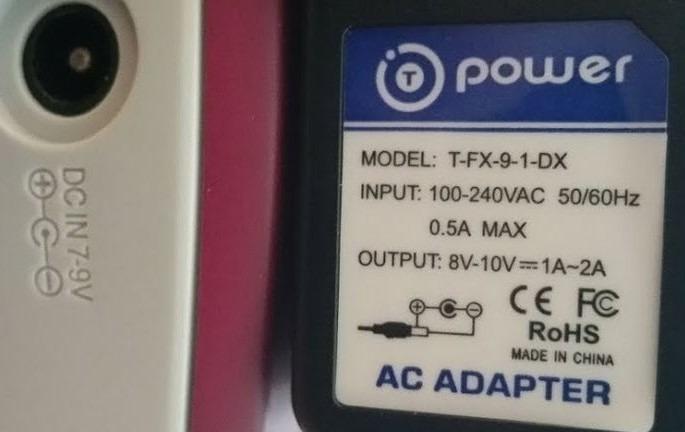 DC IN 7-9V
T power
MODEL: T-FX-9-1-DX
INPUT: 100-240VAC 50/60Hz
0.5A MAX
OUTPUT: 8V-10V⎓1A~2A
CE FC
RoHS
MADE IN CHINA
AC ADAPTER